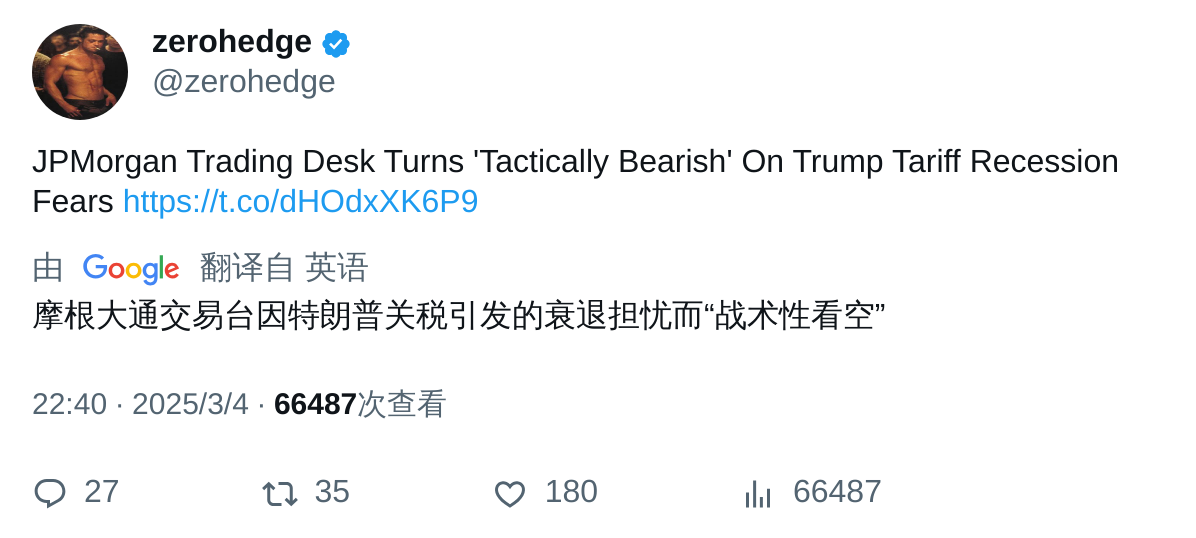 zerohedge
@zerohedge
JPMorgan Trading Desk Turns 'Tactically Bearish' On Trump Tariff Recession
Fears https://t.co/dHOdxXK6P9
由 Google 翻译自 英语
摩根大通交易台因特朗普关税引发的衰退担忧而“战术性看空”
22:40 · 2025/3/4 · 66487次查看
27 35 180 66487